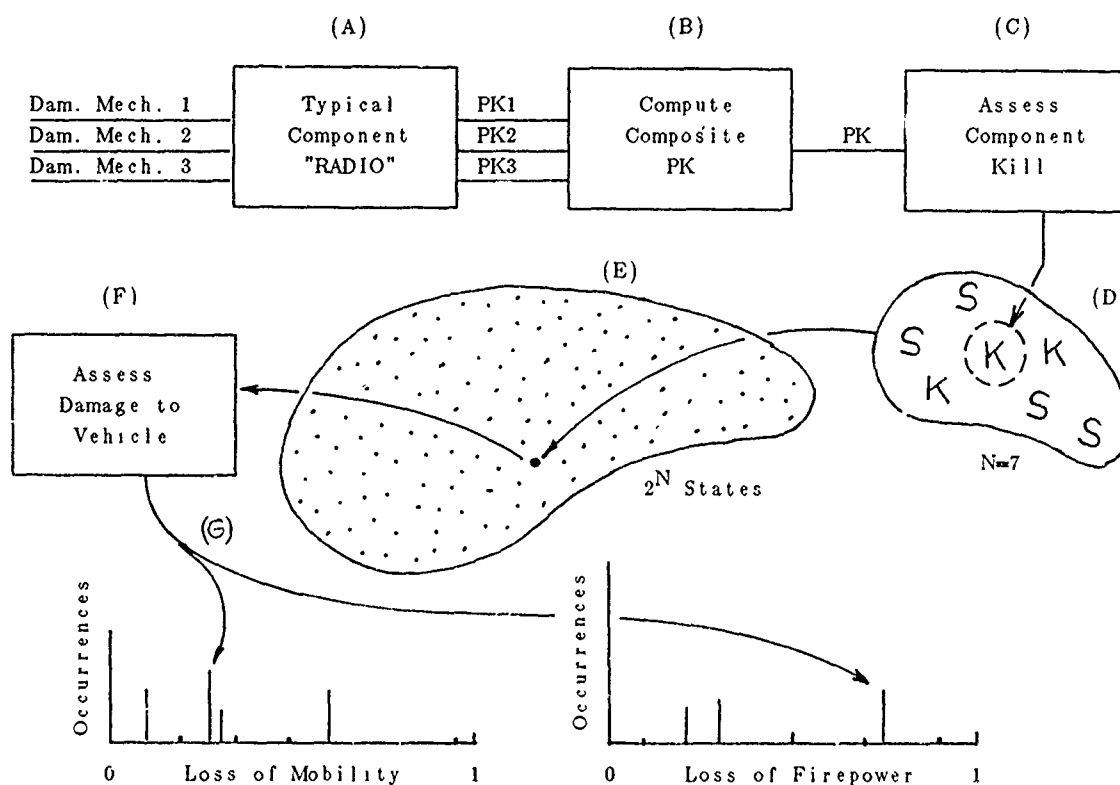 (A)
(B)
(C)
Dam. Mech. 1
Dam. Mech. 2
Dam. Mech. 3
Typical
Component
"RADIO"
PK1
PK2
PK3
Compute
Composite
PK
PK
Assess
Component
Kill
(D
S
S
K
K
K
S
S
N=7
(E)
2^N States
(F)
Assess
Damage to
Vehicle
(G)
Occurrences
0
Loss of Mobility
1
Occurrences
0
Loss of Firepower
1